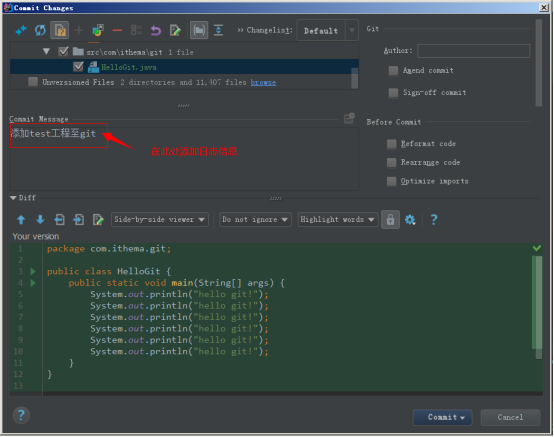 Commit Changes
Changelist: Default
Git
src\com\ithema\git 1 file
HelloGit.java
Unversioned Files 2 directories and 11,407 files browse
Author:
Amend commit
Sign-off commit
Commit Message
添加test工程至git
在此处添加日志信息
Before Commit
Reformat code
Rearrange code
Optimize imports
Diff
Side-by-side viewer
Do not ignore
Highlight words
?
Your version
1 package com.ithema.git;
2
3 public class HelloGit {
4 public static void main(String[] args) {
5 System.out.println("hello git!");
6 System.out.println("hello git!");
7 System.out.println("hello git!");
8 System.out.println("hello git!");
9 System.out.println("hello git!");
10 System.out.println("hello git!");
11 }
12 }
13
?
Commit
Cancel